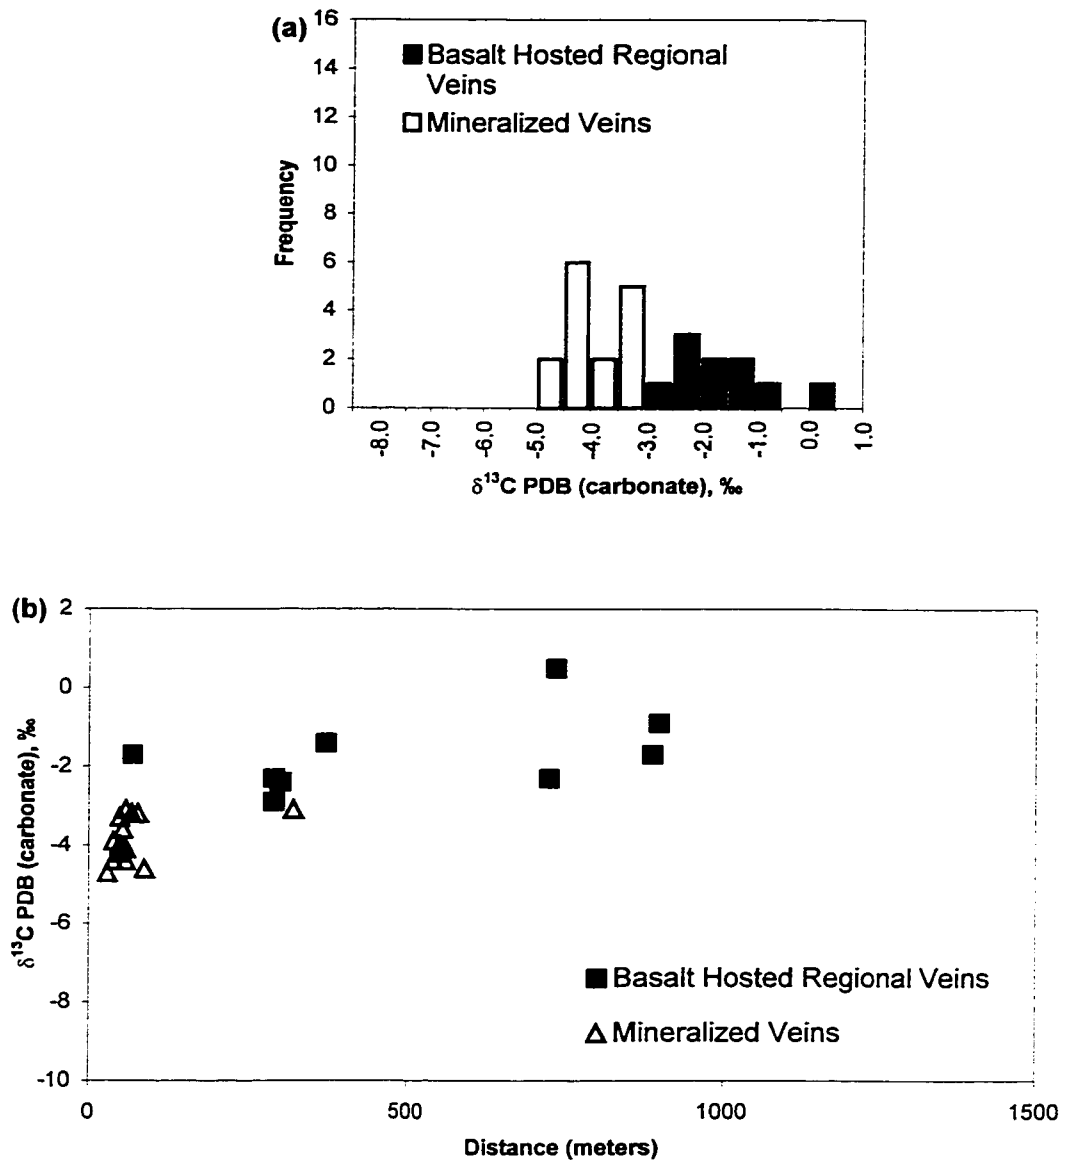 (a)
16
14
12
10
8
6
4
2
0
Frequency
■ Basalt Hosted Regional
Veins
□ Mineralized Veins
-8.0 -7.0 -6.0 -5.0 -4.0 -3.0 -2.0 -1.0 0.0 1.0
δ¹³C PDB (carbonate), ‰
(b)
2
0
-2
-4
-6
-8
-10
δ¹³C PDB (carbonate), ‰
■ Basalt Hosted Regional Veins
△ Mineralized Veins
0 500 1000 1500
Distance (meters)